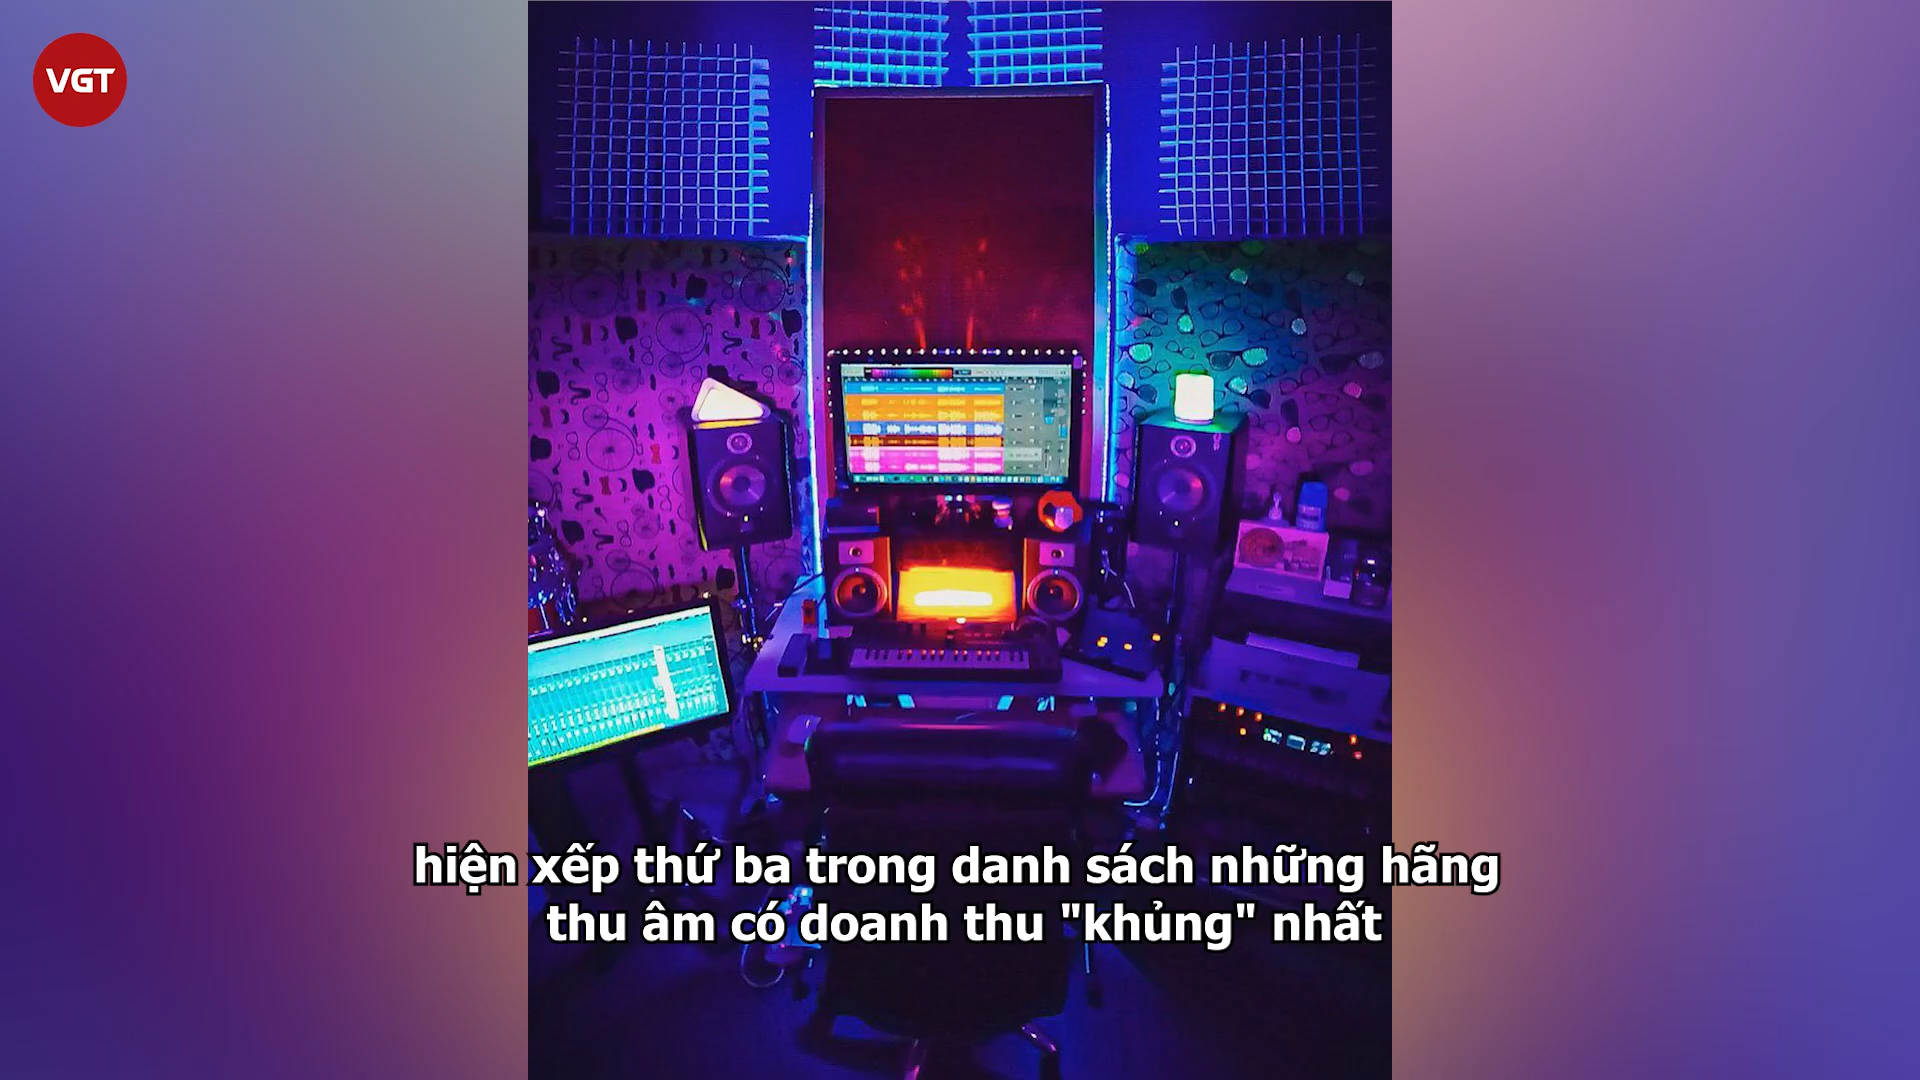 VGT
hiện xếp thứ ba trong danh sách những hãng
thu âm có doanh thu "khủng" nhất